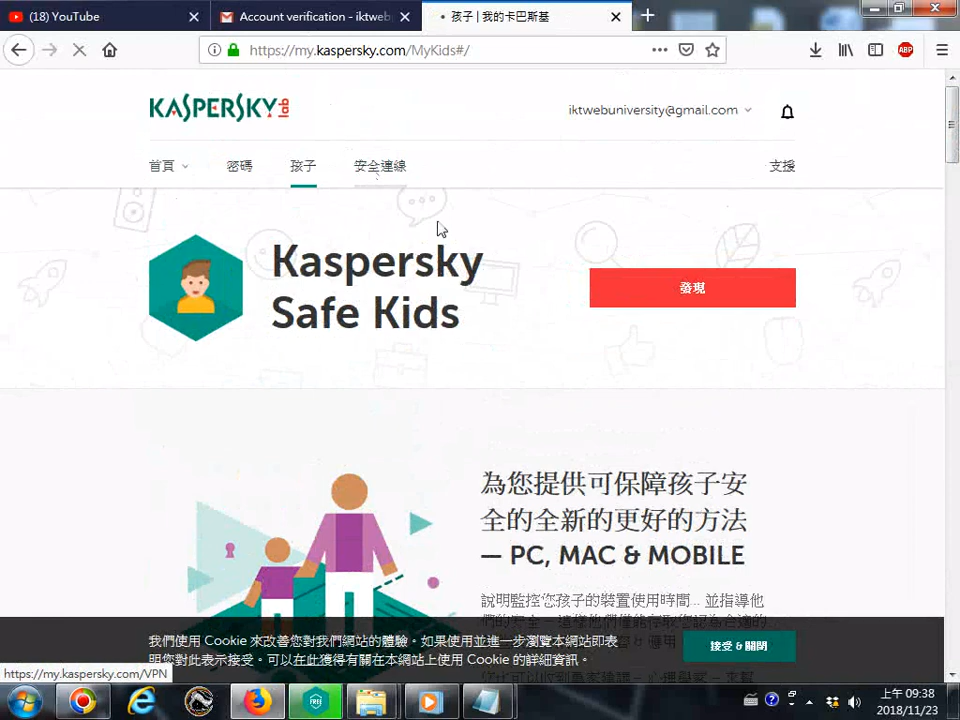 (18) YouTube
Account verification - iktweb
孩子 | 我的卡巴斯基
https://my.kaspersky.com/MyKids#/
ABP
KASPERSKY lab
iktwebuniversity@gmail.com
首頁 密碼 孩子 安全連線 支援
Kaspersky
Safe Kids
發現
為您提供可保障孩子安
全的全新的更好的方法
— PC, MAC & MOBILE
說明監控您孩子的裝置使用時間... 並指導他
我們使用 Cookie 來改善您對我們網站的體驗。如果使用並進一步瀏覽本網站即表
明您對此表示接受。可以在此獲得有關在本網站上使用 Cookie 的詳細資訊。
接受 & 關閉
https://my.kaspersky.com/VPN
FREE
上午 09:38
2018/11/23